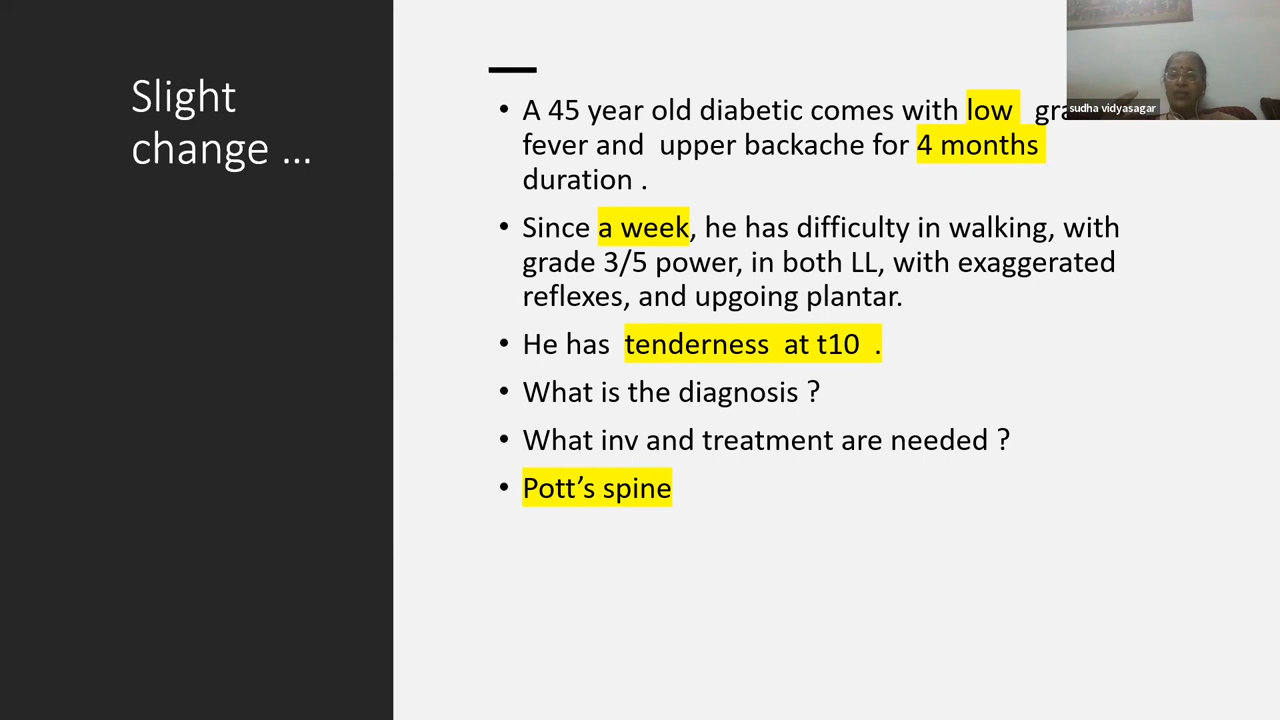 Slight
change ...
• A 45 year old diabetic comes with low
fever and upper backache for 4 months
duration .
• Since a week, he has difficulty in walking, with
grade 3/5 power, in both LL, with exaggerated
reflexes, and upgoing plantar.
• He has tenderness at t10 .
• What is the diagnosis ?
• What inv and treatment are needed ?
• Pott’s spine
sudha vidyasagar